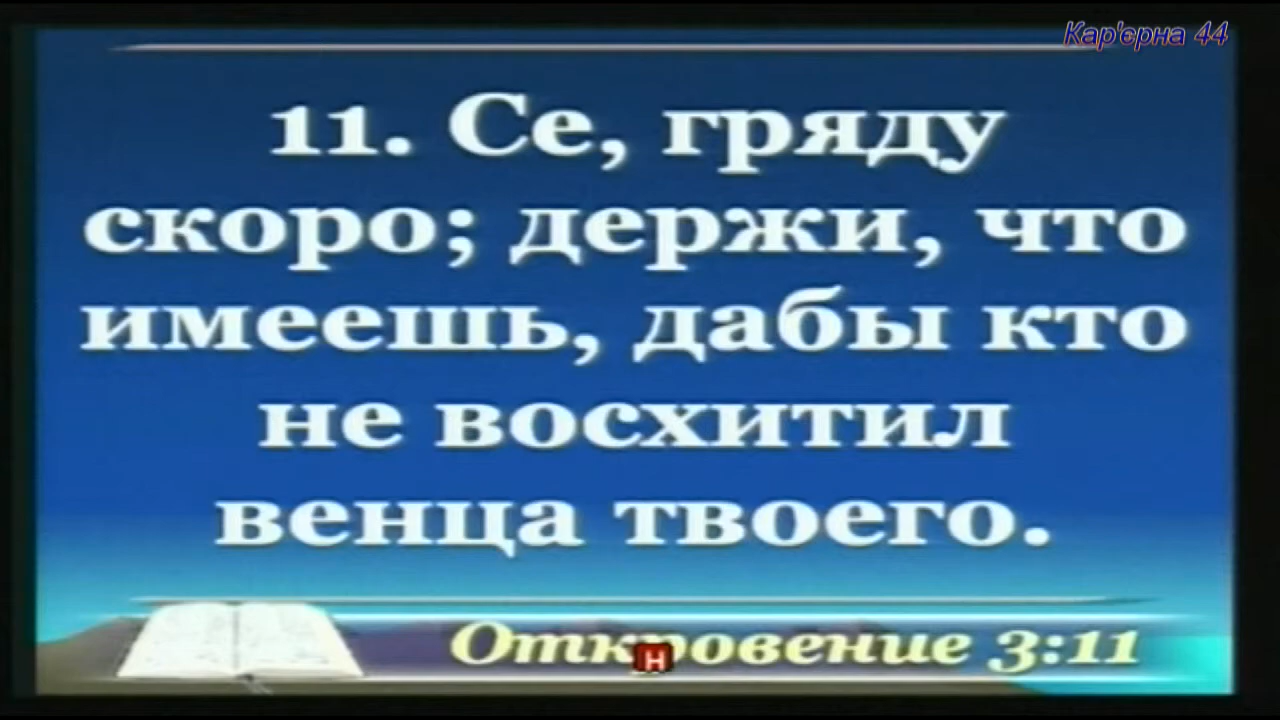 Кар'єрна 44
11. Се, гряду
скоро; держи, что
имеешь, дабы кто
не восхитил
венца твоего.
Откровение 3:11
н